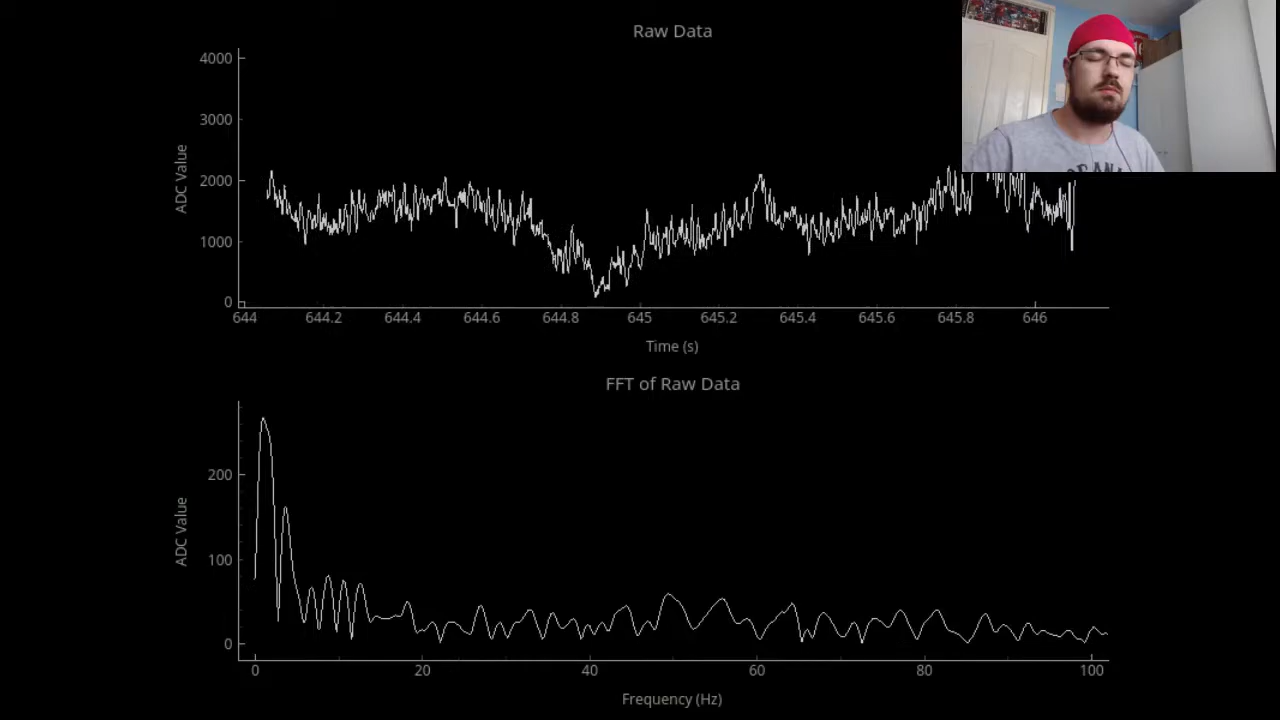 Raw Data
4000
3000
2000
1000
0
ADC Value
644 644.2 644.4 644.6 644.8 645 645.2 645.4 645.6 645.8 646
Time (s)
FFT of Raw Data
200
100
0
ADC Value
0 20 40 60 80 100
Frequency (Hz)